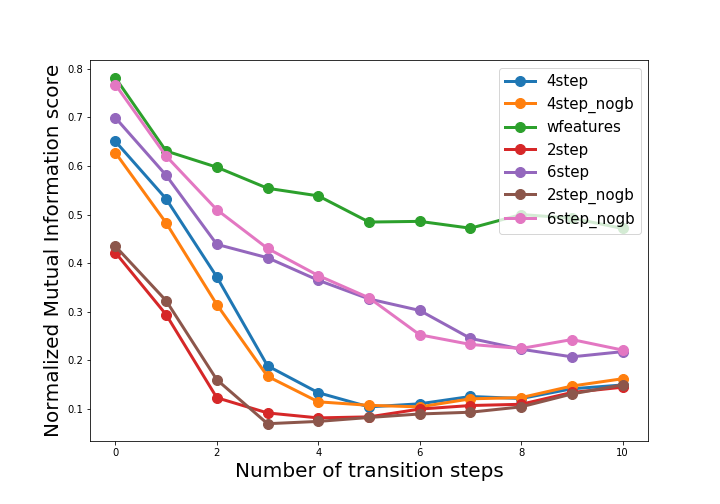 Normalized Mutual Information score
0.8
0.7
0.6
0.5
0.4
0.3
0.2
0.1
4step
4step_nogb
wfeatures
2step
6step
2step_nogb
6step_nogb
0 2 4 6 8 10
Number of transition steps